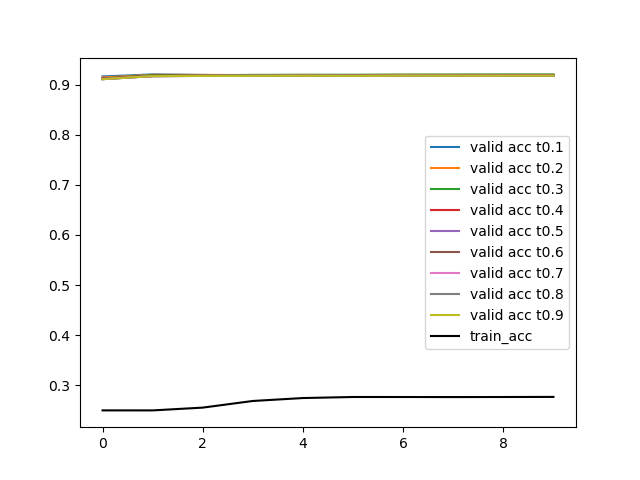 0.9
0.8
0.7
0.6
0.5
0.4
0.3
valid acc t0.1
valid acc t0.2
valid acc t0.3
valid acc t0.4
valid acc t0.5
valid acc t0.6
valid acc t0.7
valid acc t0.8
valid acc t0.9
train_acc
0 2 4 6 8